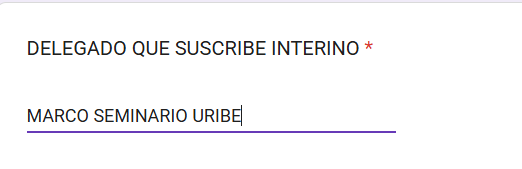 DELEGADO QUE SUSCRIBE INTERINO *
MARCO SEMINARIO URIBE